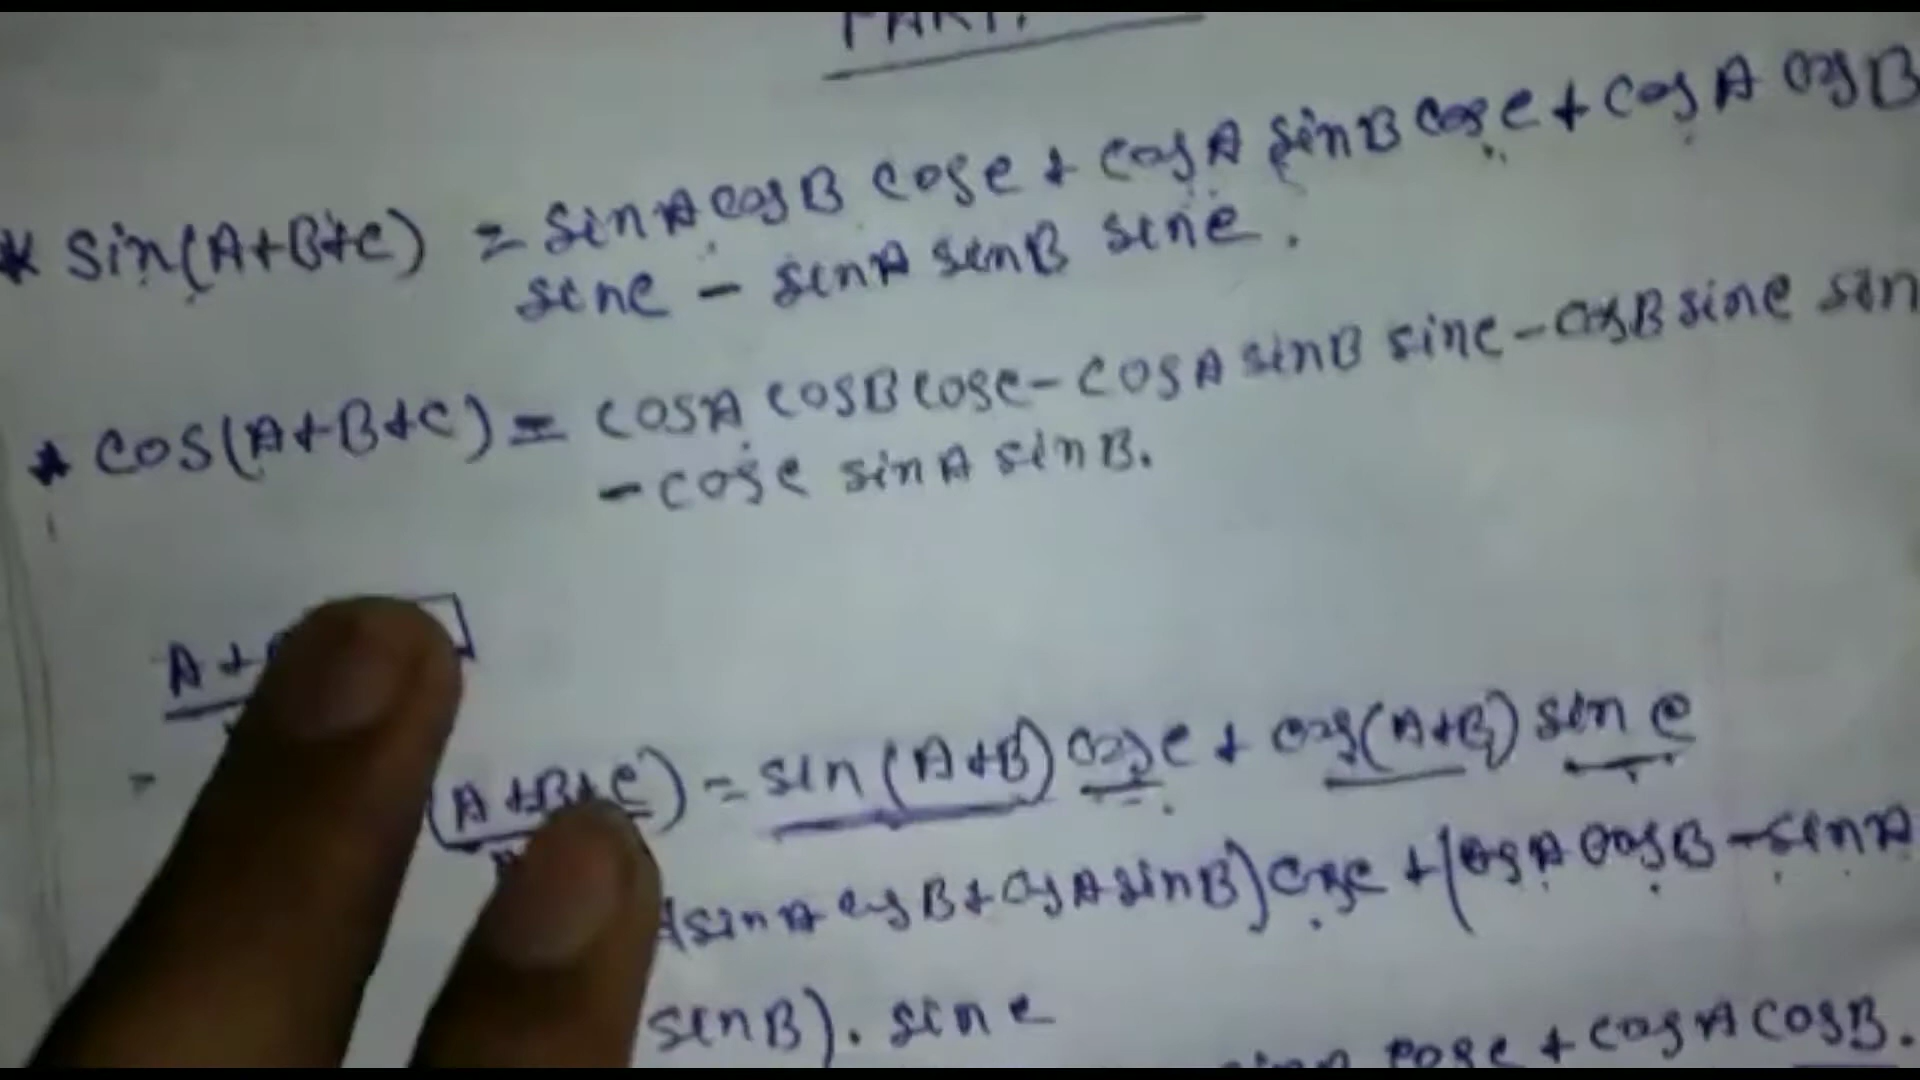 PART.
* Sin(A+B+C) = sinA cosB cosc + cosA sinB cosc + cosA cosB
sinc - sinA sinB sinc.
* cos(A+B+C) = cosA cosB cosc - cosA sinB sinc - cosB sinc sin
- cosc sinA sinB.
A+
(A+B+C) = sin(A+B) cosc + cos(A+B) sin c
(sinA cosB + cosA sinB) cosc + (cosA cosB - sinA
sinB). sinc
cosc + cosA cosB.